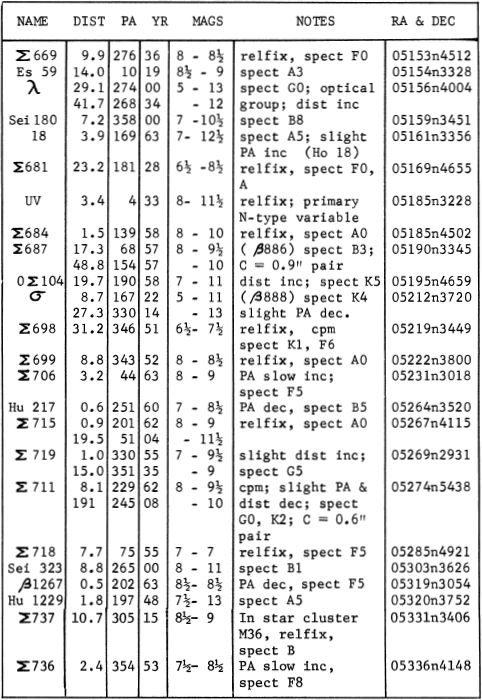 NAME DIST PA YR MAGS NOTES RA & DEC
Σ669 9.9 276 36 8 - 8½ relfix, spect F0 05153n4512
Es 59 14.0 10 19 8½ - 9 spect A3 05154n3328
λ 29.1 274 00 5 - 13 spect G0; optical 05156n4004
41.7 268 34 - 12 group; dist inc
Sei 180 7.2 358 00 7 -10½ spect B8 05159n3451
18 3.9 169 63 7- 12½ spect A5; slight 05161n3356
PA inc (Ho 18)
Σ681 23.2 181 28 6½ -8½ relfix, spect F0, 05169n4655
A
UV 3.4 4 33 8- 11½ relfix; primary 05185n3228
N-type variable
Σ684 1.5 139 58 8 - 10 relfix, spect A0 05185n4502
Σ687 17.3 68 57 8 - 9½ (β886) spect B3; 05190n3345
48.8 154 57 - 10 C = 0.9" pair
OΣ104 19.7 190 58 7 - 11 dist inc; spect K5 05195n4659
σ 8.7 167 22 5 - 11 (β888) spect K4 05212n3720
27.3 330 14 - 13 slight PA dec.
Σ698 31.2 346 51 6½- 7½ relfix, cpm 05219n3449
spect K1, F6
Σ699 8.8 343 52 8 - 8½ relfix, spect A0 05222n3800
Σ706 3.2 44 63 8 - 9 PA slow inc; 05231n3018
spect F5
Hu 217 0.6 251 60 7 - 8½ PA dec, spect B5 05264n3520
Σ715 0.9 201 62 8 - 9 relfix, spect A0 05267n4115
19.5 51 04 - 11½
Σ719 1.0 330 55 7 - 9½ slight dist inc; 05269n2931
15.0 351 35 - 9 spect G5
Σ711 8.1 229 62 8 - 9½ cpm; slight PA & 05274n5438
191 245 08 - 10 dist dec; spect
G0, K2; C = 0.6"
pair
Σ718 7.7 75 55 7 - 7 relfix, spect F5 05285n4921
Sei 323 8.8 265 00 8 - 11 spect B1 05303n3626
β1267 0.5 202 63 8½- 8½ PA dec, spect F5 05319n3054
Hu 1229 1.8 197 48 7½- 13 spect A5 05320n3752
Σ737 10.7 305 15 8½- 9 In star cluster 05331n3406
M36, relfix,
spect B
Σ736 2.4 354 53 7½- 8½ PA slow inc, 05336n4148
spect F8